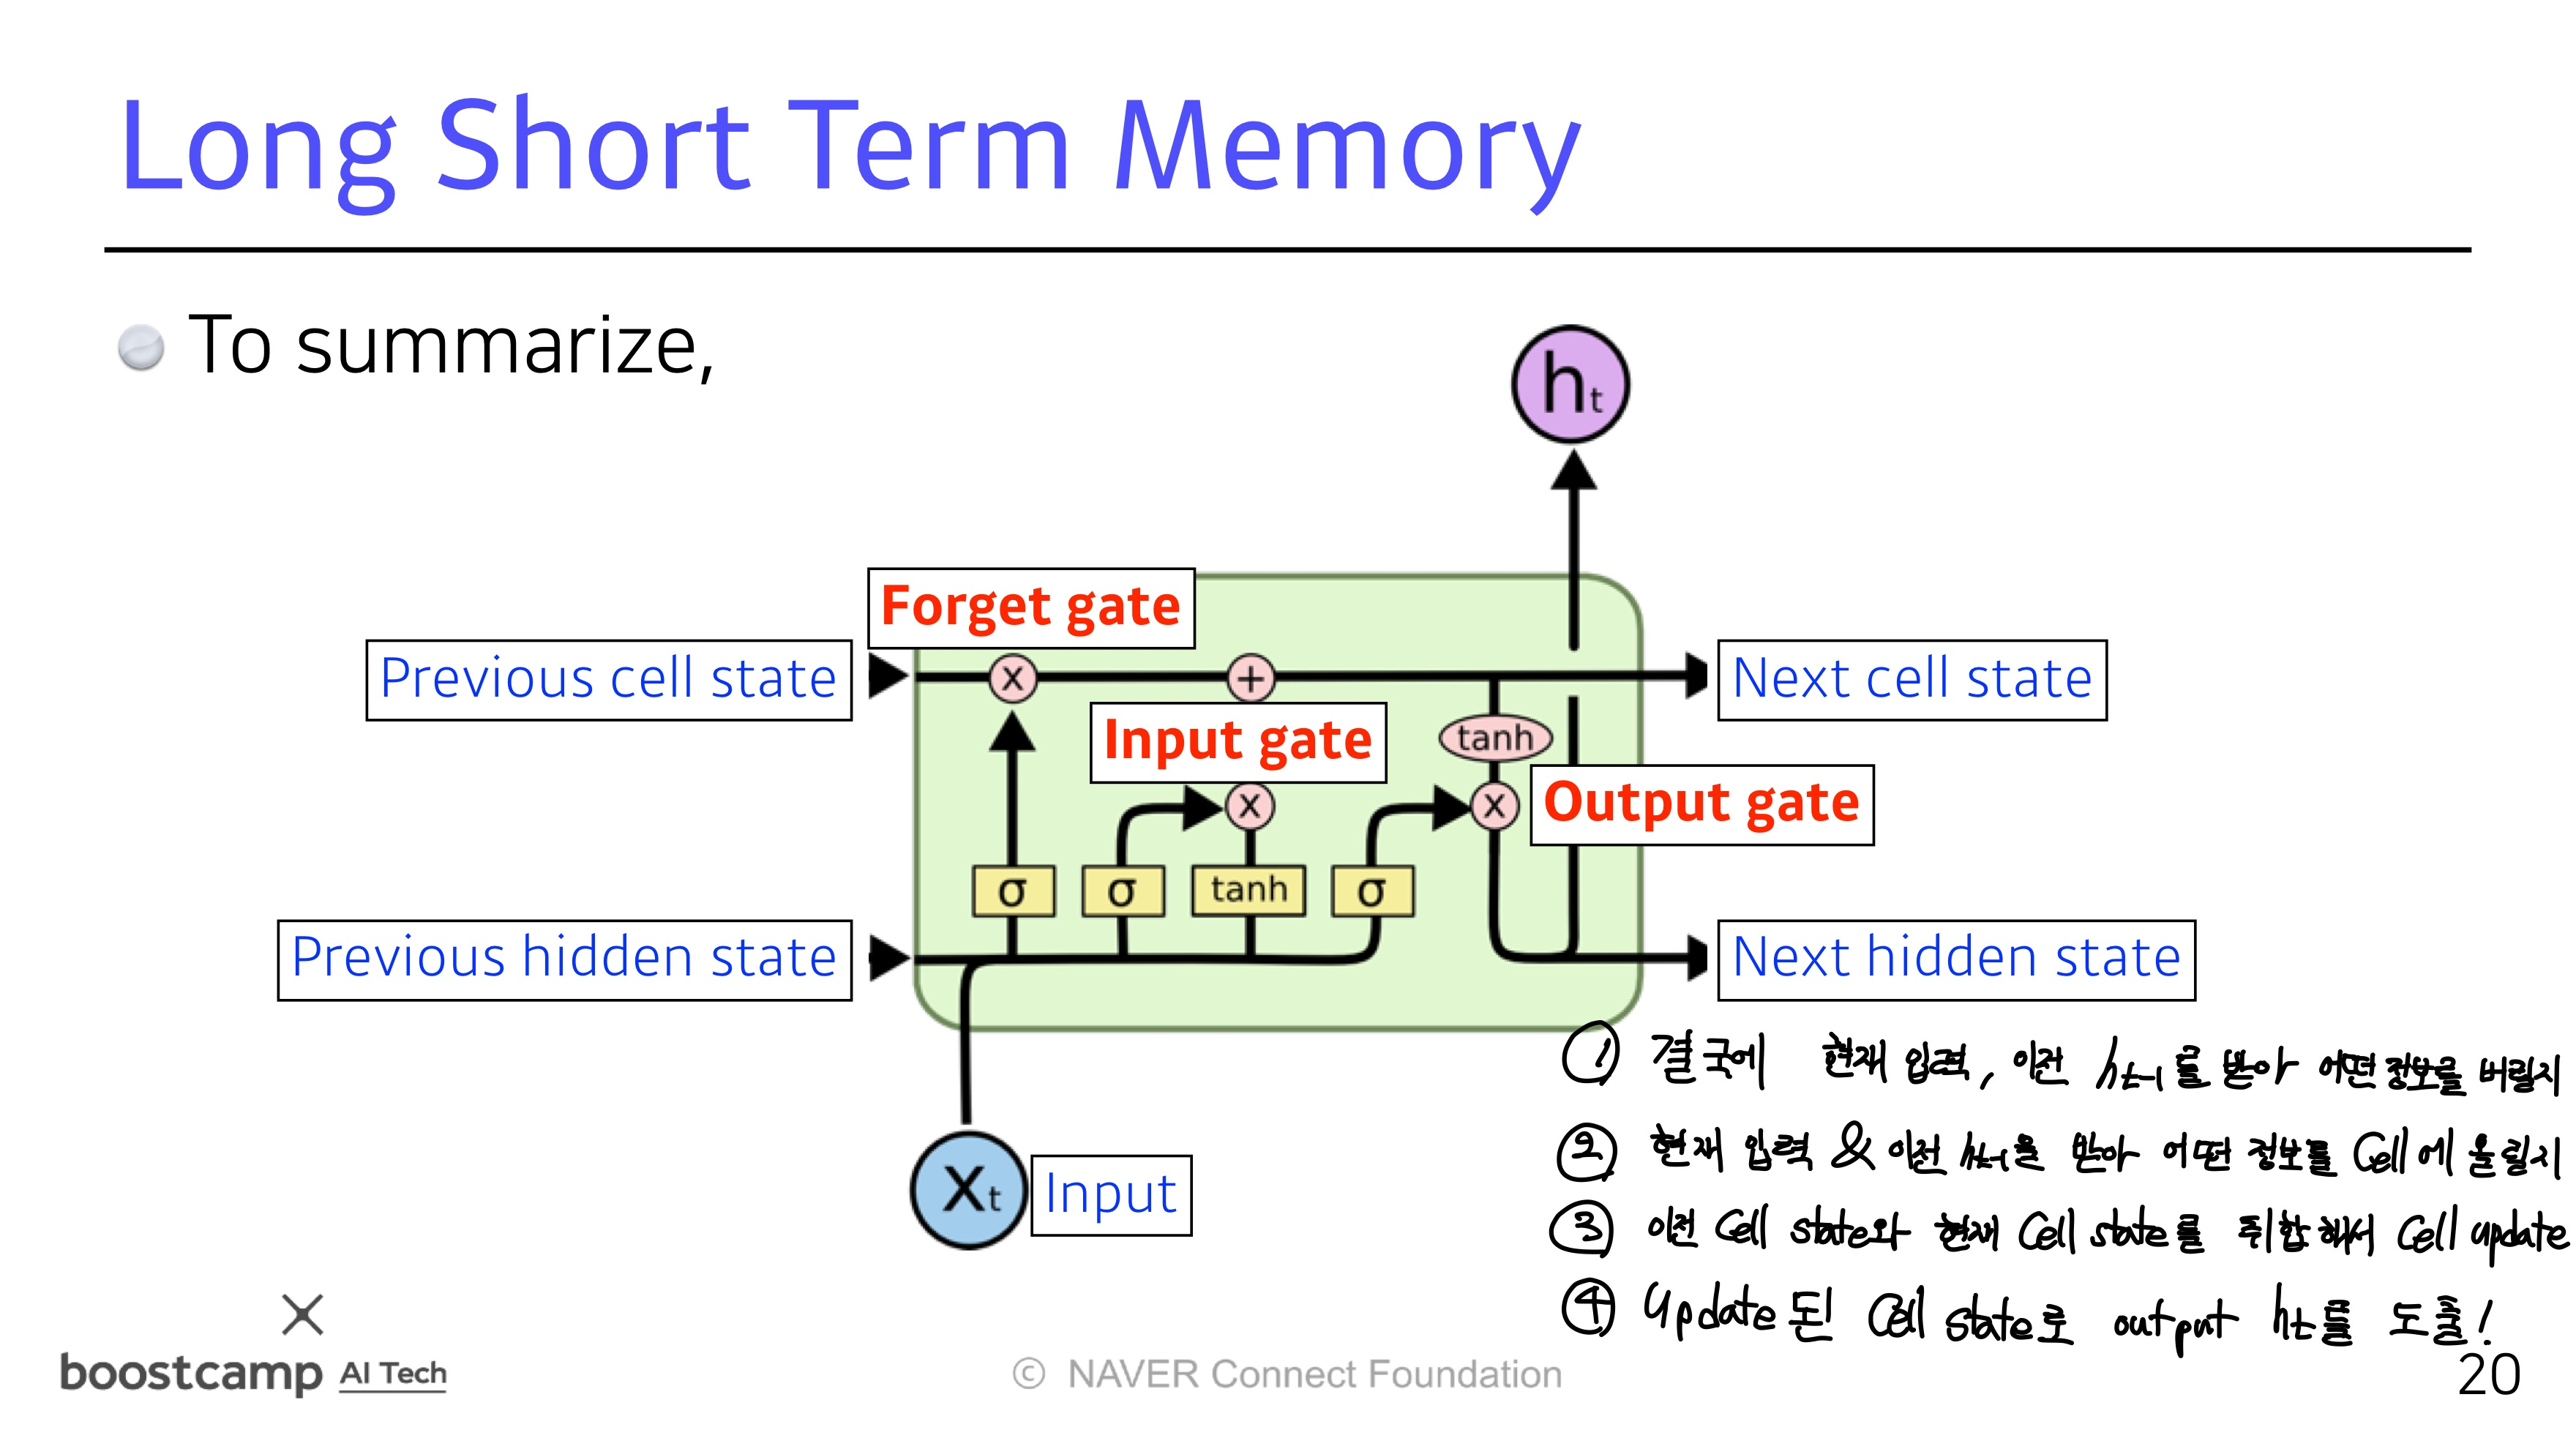 Long Short Term Memory
To summarize,
ht
Forget gate
Previous cell state
x
+
Next cell state
Input gate
tanh
x
x
Output gate
σ
σ
tanh
σ
Previous hidden state
Next hidden state
Xt
Input
① 결국에 현재 입력, 이전 ht-1를 받아 어떤 정보를 버릴지
② 현재 입력 & 이전 ht-1을 받아 어떤 정보를 Cell에 올릴지
③ 이전 Cell state와 현재 Cell state를 취합해서 Cell update
④ Update된 Cell state로 output ht를 도출!
boostcamp AI Tech
© NAVER Connect Foundation
20